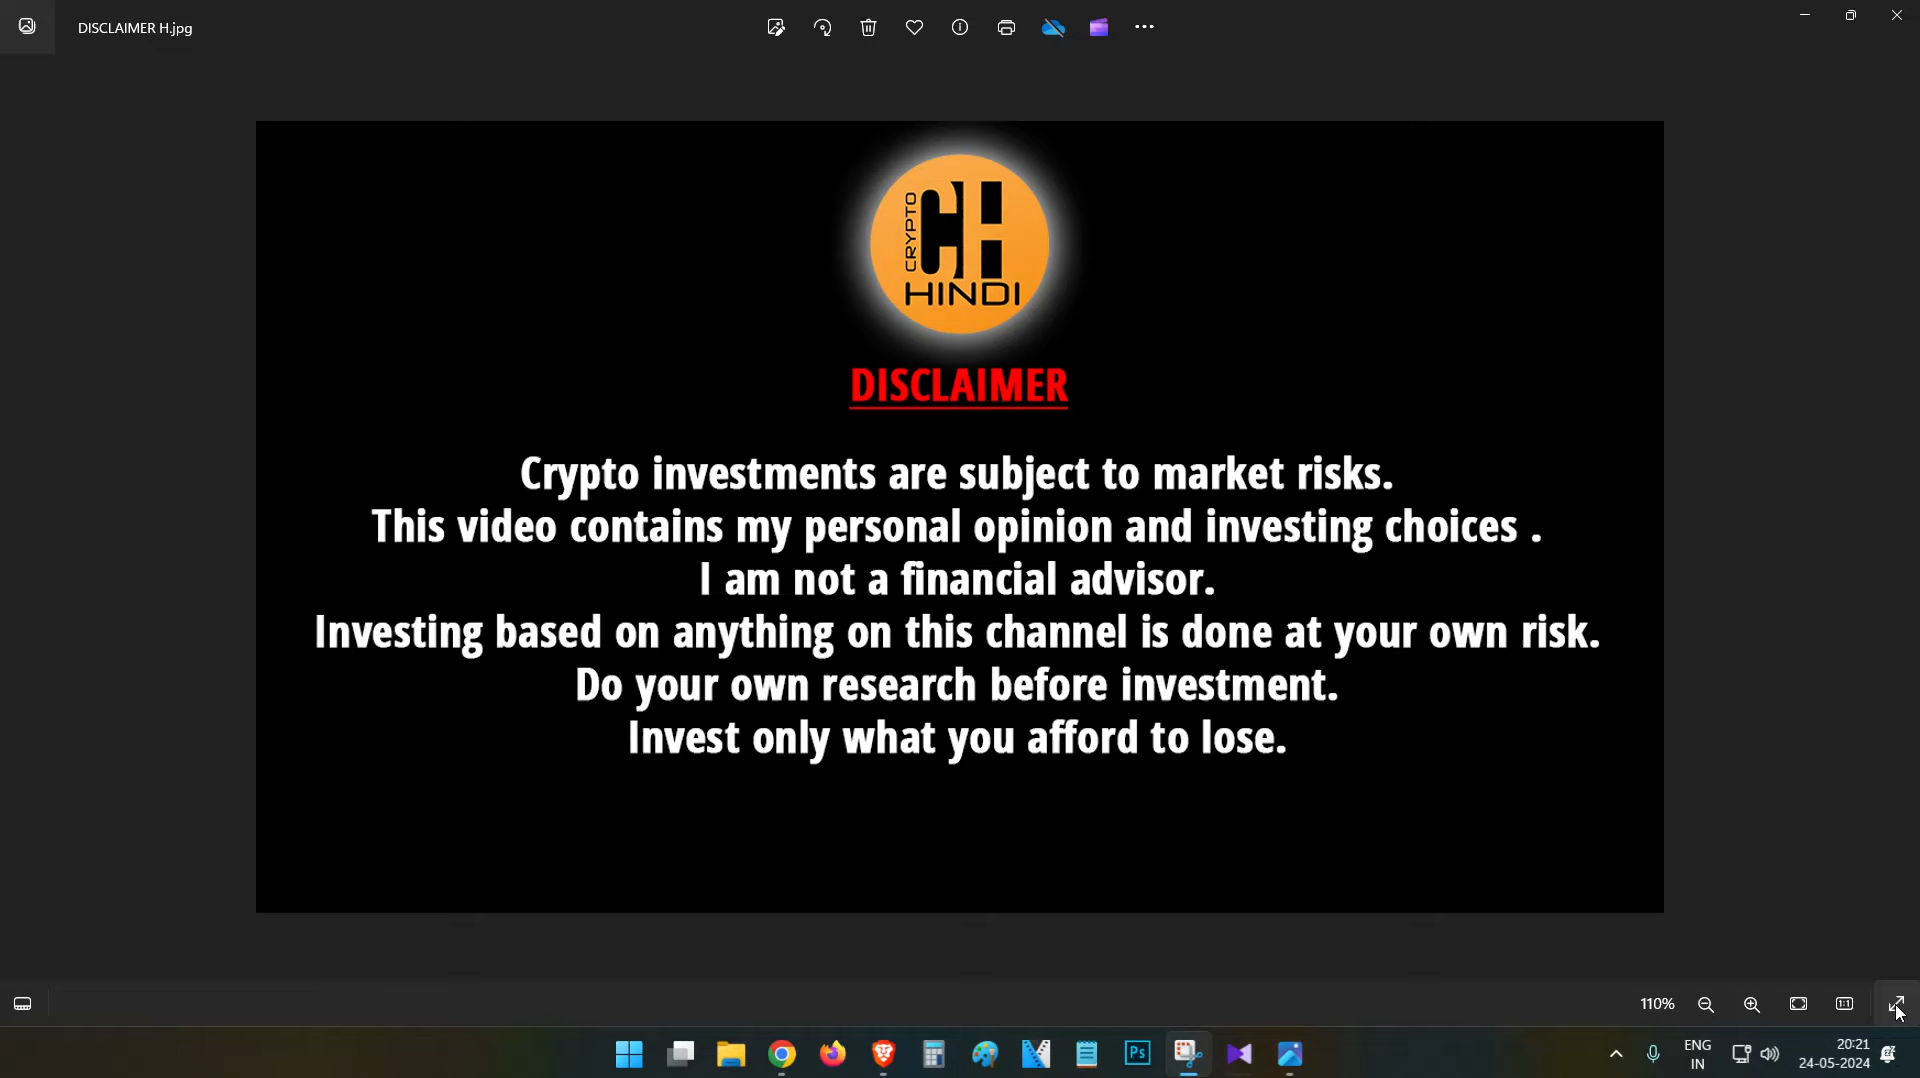 DISCLAIMER H.jpg
CRYPTO
CH
HINDI
DISCLAIMER
Crypto investments are subject to market risks.
This video contains my personal opinion and investing choices .
I am not a financial advisor.
Investing based on anything on this channel is done at your own risk.
Do your own research before investment.
Invest only what you afford to lose.
110%
1:1
Ps
ENG
IN
20:21
24-05-2024